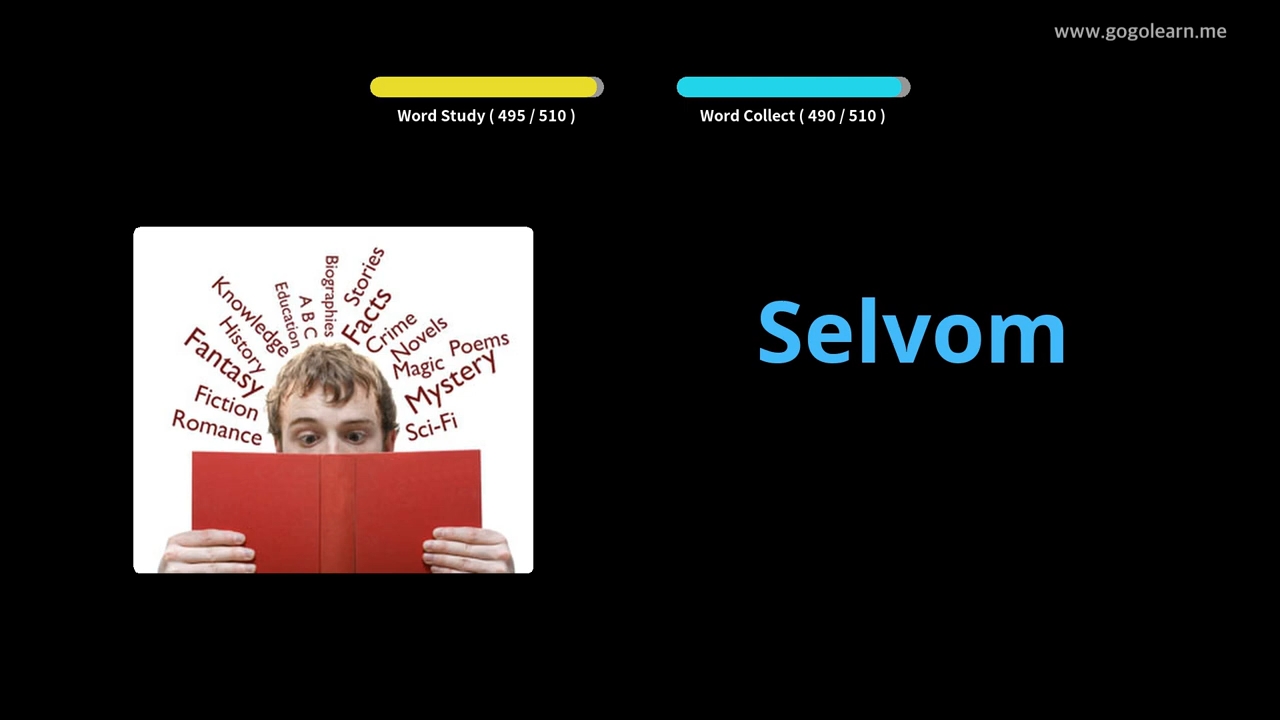 www.gogolearn.me
Word Study ( 495 / 510 )
Word Collect ( 490 / 510 )
Selvom
Stories
Biographies
Facts
A B C
Education
Knowledge
History
Crime
Novels
Poems
Magic
Fantasy
Mystery
Fiction
Romance
Sci-Fi